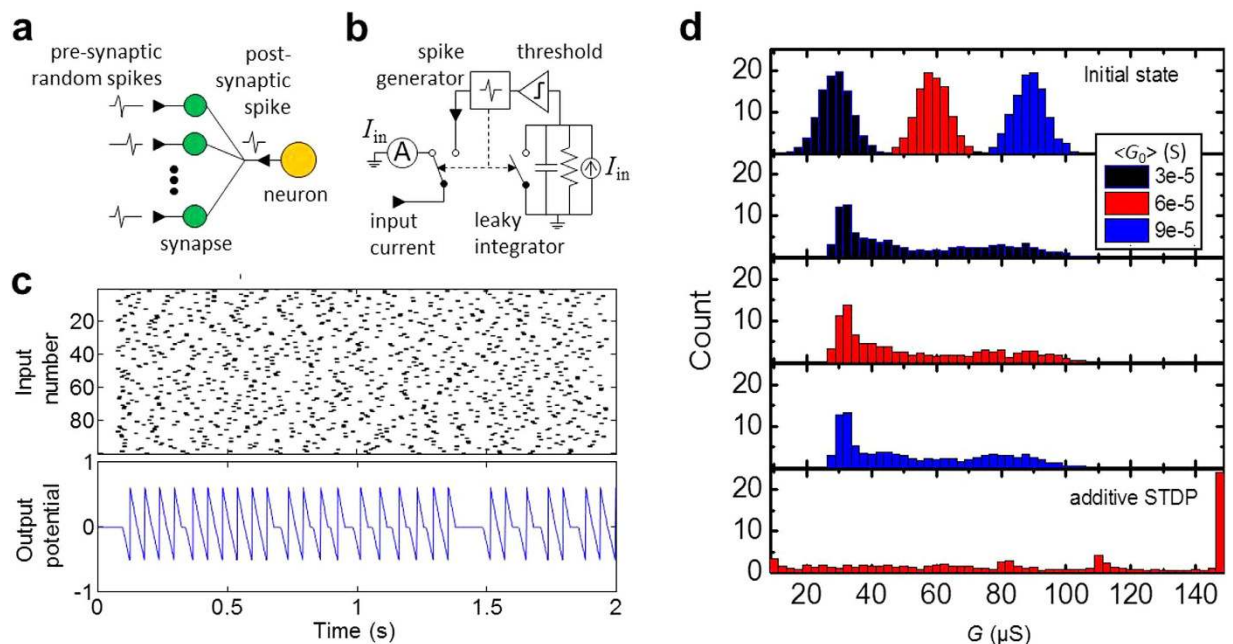 a
pre-synaptic
random spikes
post-
synaptic
spike
neuron
synapse
b
spike
generator
threshold
I_in
A
I_in
input
current
leaky
integrator
c
Input
number
20
40
60
80
Output
potential
1
0
-1
0
0.5
1
1.5
2
Time (s)
d
Count
20
10
Initial state
<G₀> (S)
3e-5
6e-5
9e-5
20
10
20
10
20
10
20
additive STDP
10
0
20
40
60
80
100
120
140
G (µS)